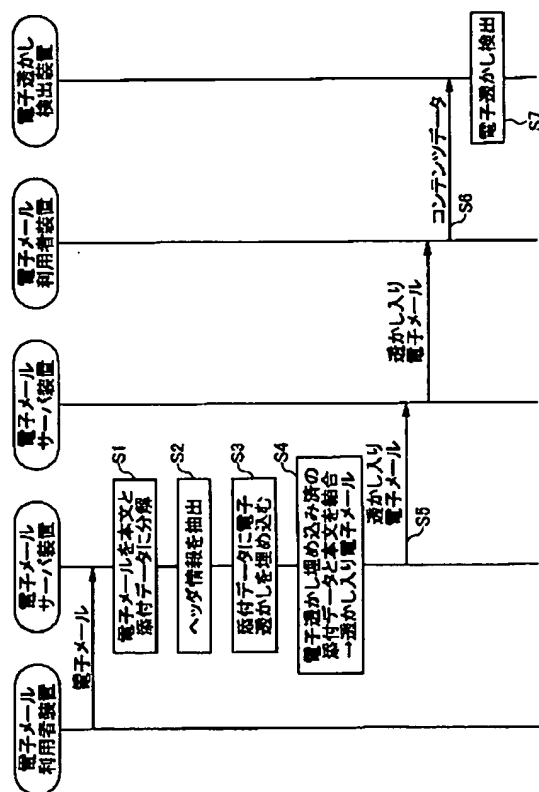 電子メール
利用者装置
電子メール
サーバ装置
電子メール
サーバ装置
電子メール
利用者装置
電子透かし
検出装置
電子メール
S1
電子メールを本文と
添付データに分解
S2
ヘッダ情報を抽出
S3
添付データに電子
透かしを埋め込む
S4
電子透かし埋め込み済の
添付データと本文を結合
→透かし入り電子メール
透かし入り
電子メール
S5
透かし入り
電子メール
コンテンツデータ
S6
電子透かし検出
S7